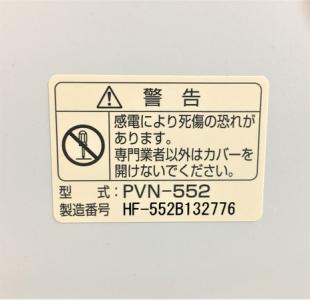 警告
感電により死傷の恐れが
あります。
専門業者以外はカバーを
開けないでください。
型式:PVN-552
製造番号 HF-552B132776